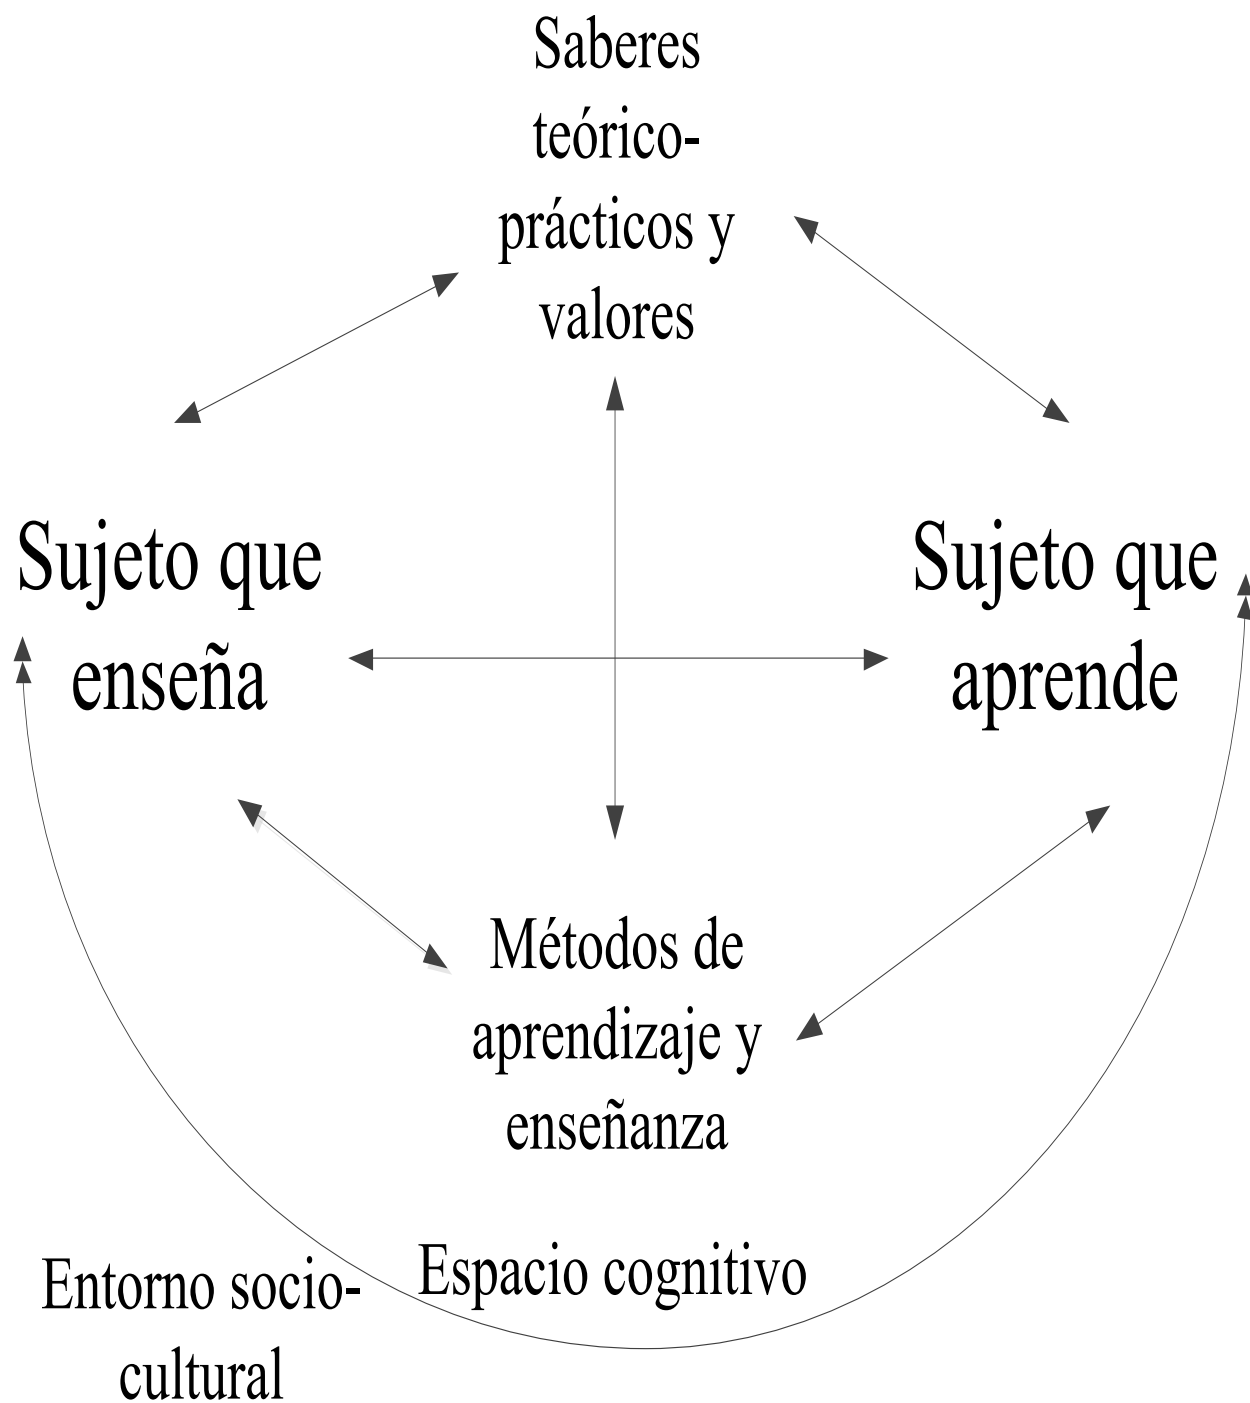 Saberes
teórico-
prácticos y
valores
Sujeto que
enseña
Sujeto que
aprende
Métodos de
aprendizaje y
enseñanza
Espacio cognitivo
Entorno socio-
cultural